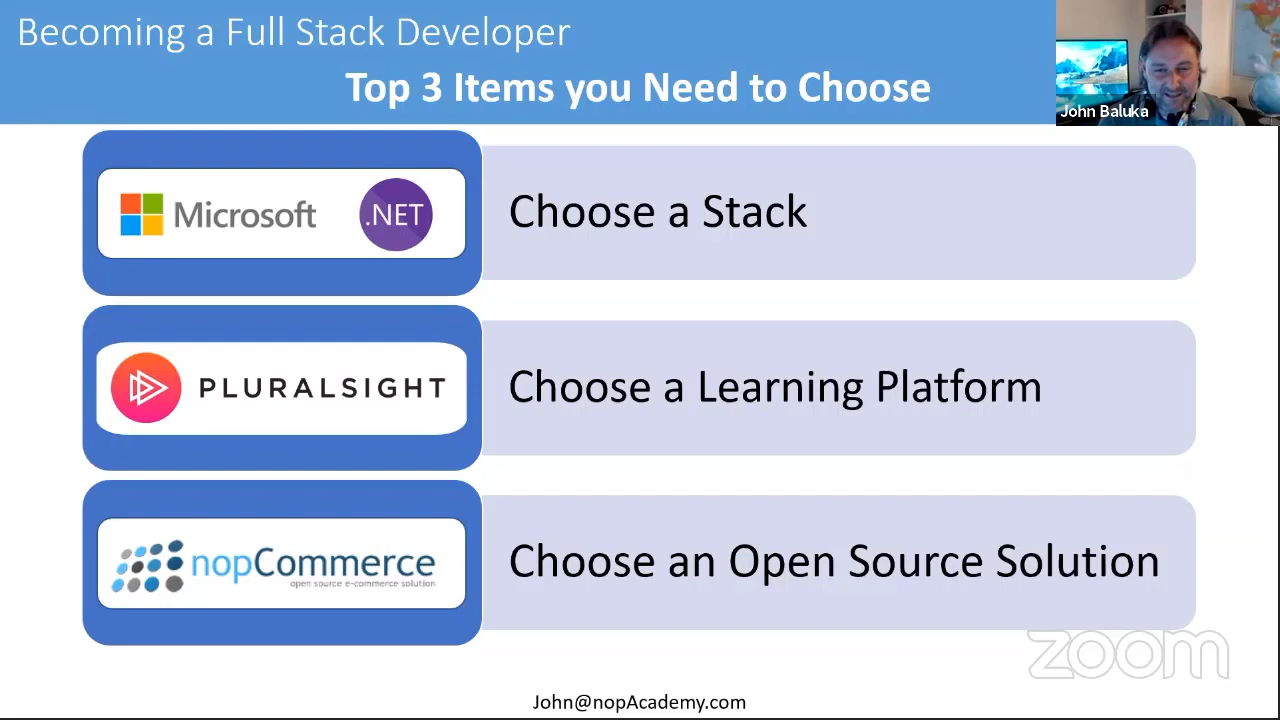 Becoming a Full Stack Developer
Top 3 Items you Need to Choose
John Baluka
Microsoft .NET
Choose a Stack
PLURALSIGHT
Choose a Learning Platform
nopCommerce
open source e-commerce solution
Choose an Open Source Solution
zoom
John@nopAcademy.com